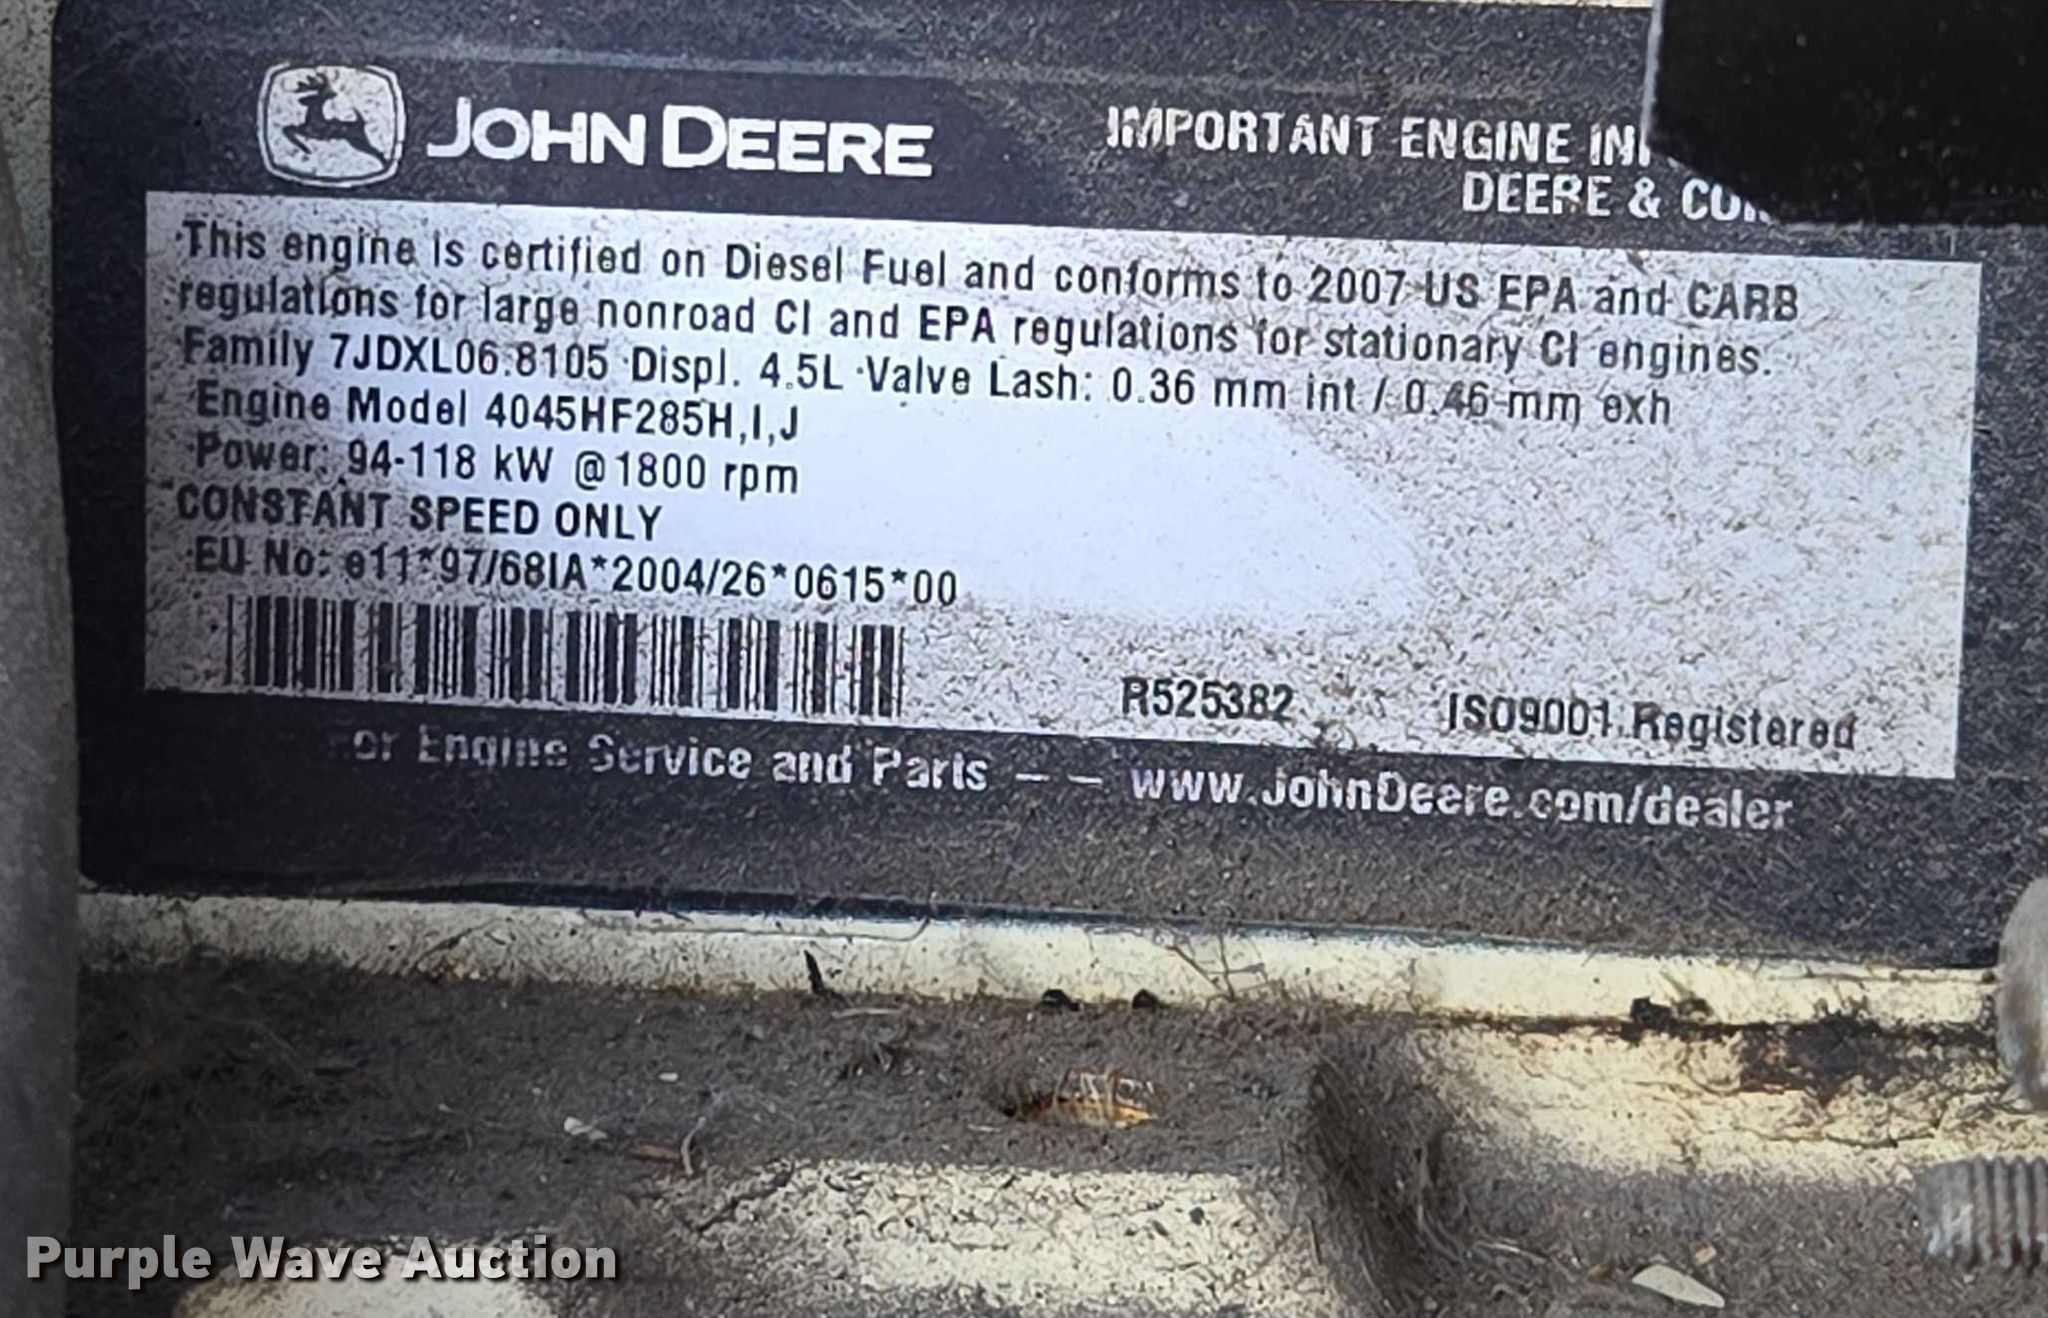 JOHN DEERE
IMPORTANT ENGINE
DEERE &
This engine is certified on Diesel Fuel and conforms to 2007 US EPA and CARB
regulations for large nonroad CI and EPA regulations for stationary CI engines.
Family 7JDXL06.8105 Displ. 4.5L Valve Lash: 0.36 mm int / 0.46 mm exh
Engine Model 4045HF285H,I,J
Power: 94-118 kW @1800 rpm
CONSTANT SPEED ONLY
EU No: e11*97/68IA*2004/26*0615*00
R525382 ISO9001 Registered
For Engine Service and Parts – – www.JohnDeere.com/dealer
Purple Wave Auction